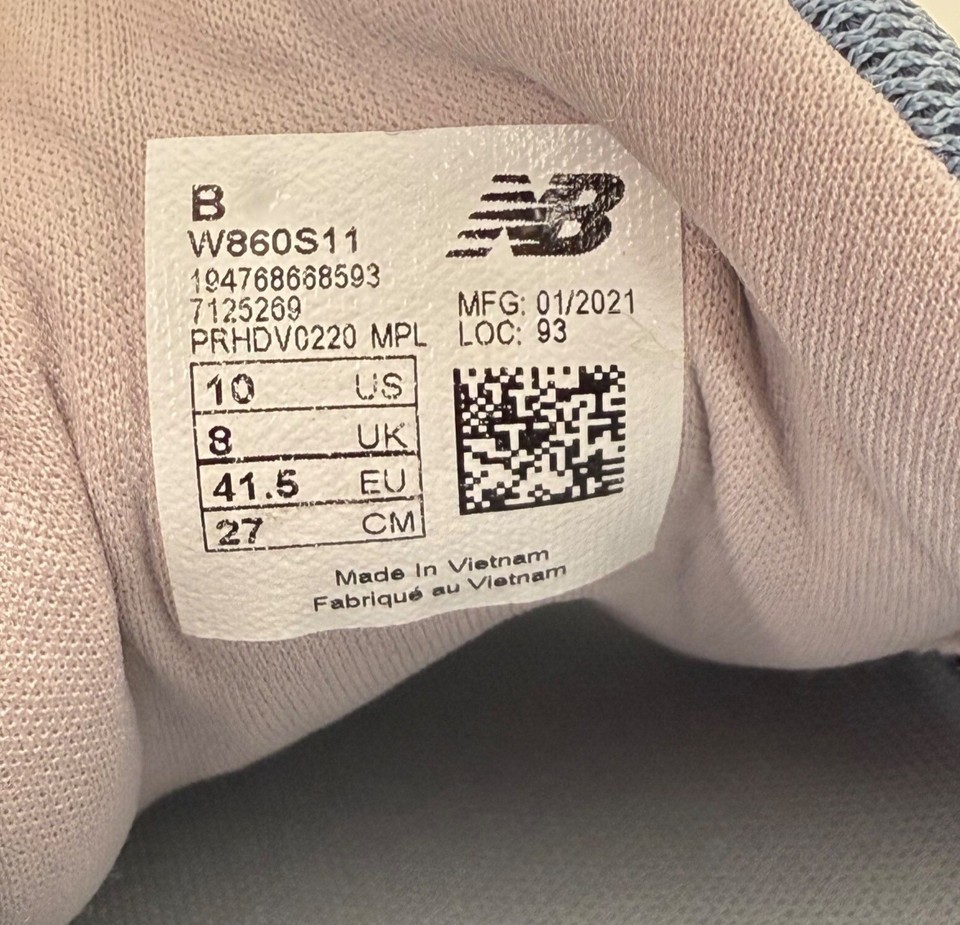 B
W860S11
194768668593
7125269
PRHDV0220 MPL
NB
MFG: 01/2021
LOC: 93
10 US
8 UK
41.5 EU
27 CM
Made In Vietnam
Fabriqué au Vietnam